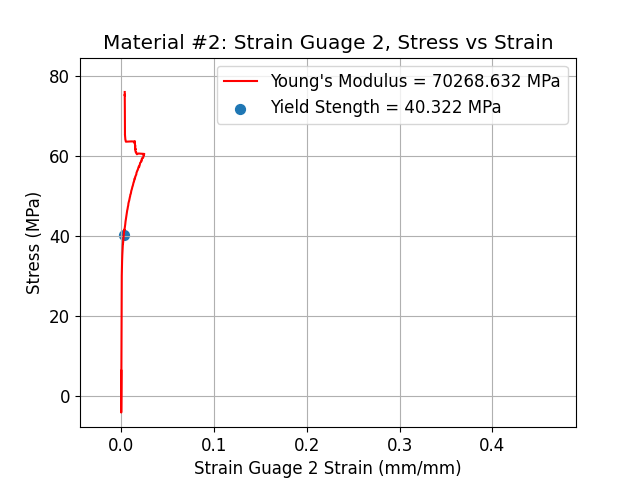 Material #2: Strain Guage 2, Stress vs Strain
Young's Modulus = 70268.632 MPa
Yield Stength = 40.322 MPa
80
60
40
20
0
Stress (MPa)
0.0 0.1 0.2 0.3 0.4
Strain Guage 2 Strain (mm/mm)